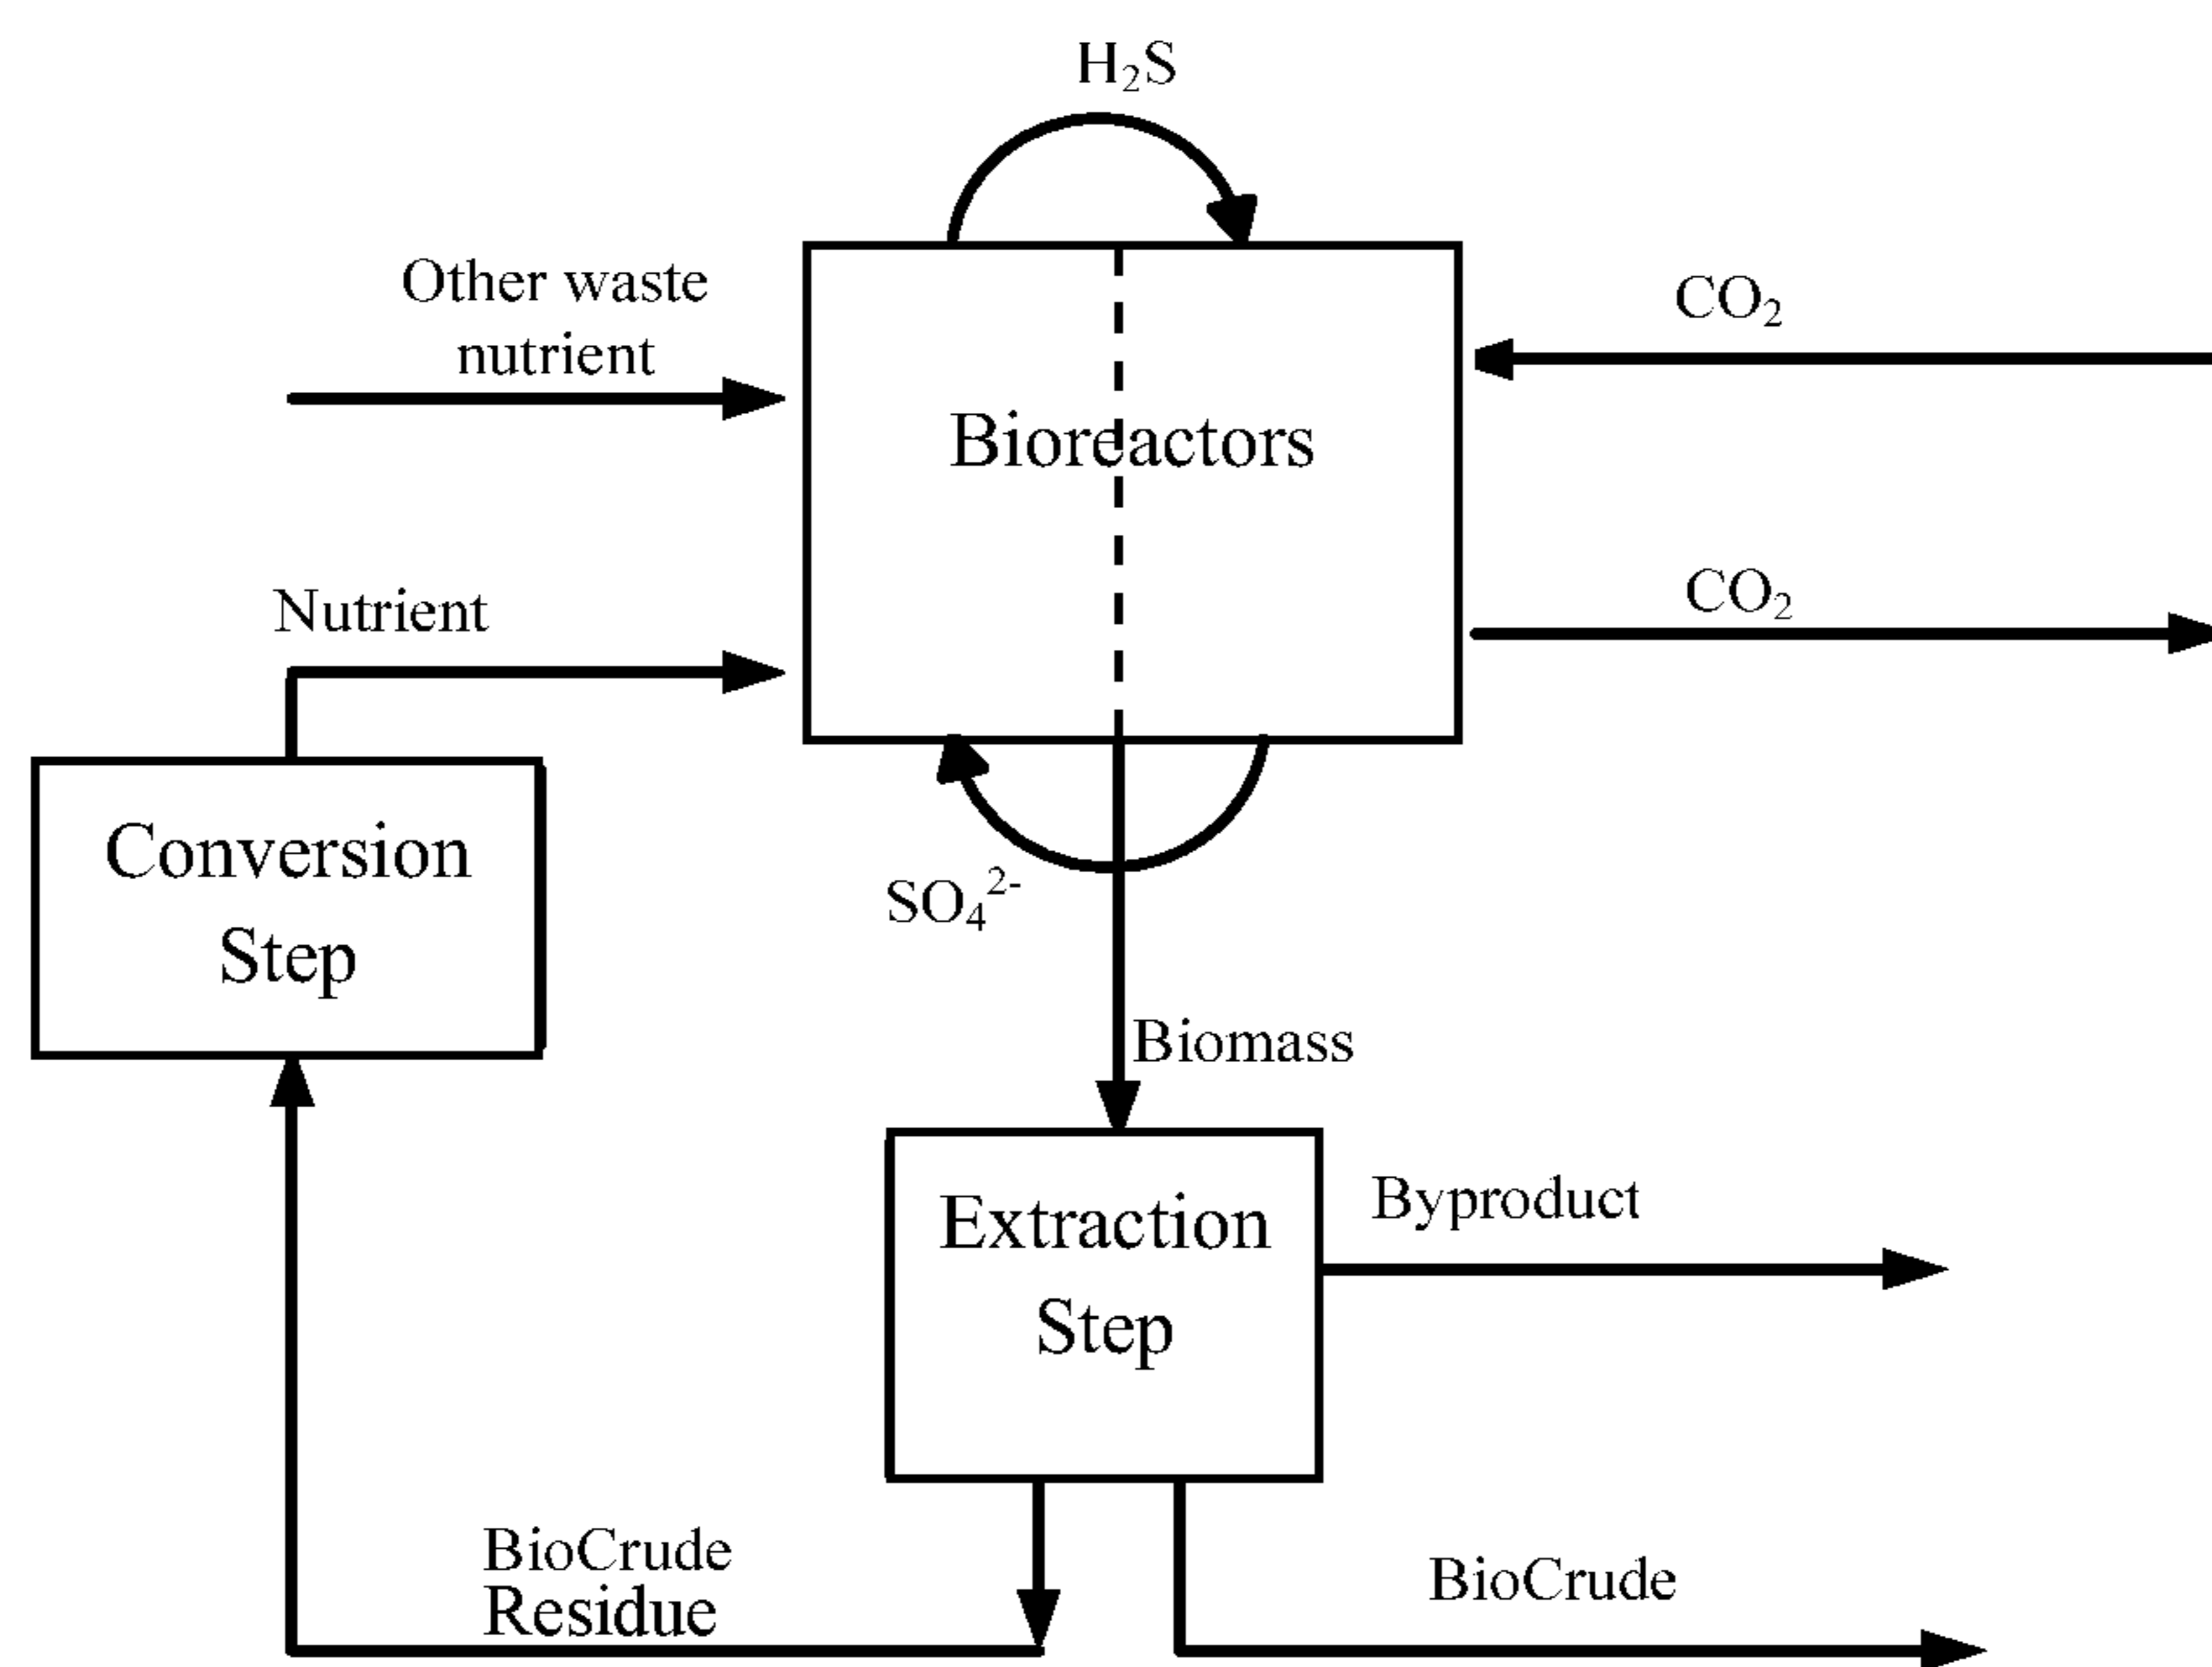 H₂S
Other waste
nutrient
CO₂
Bioreactors
Nutrient
CO₂
Conversion
Step
SO₄²⁻
Biomass
Extraction
Step
Byproduct
BioCrude
Residue
BioCrude